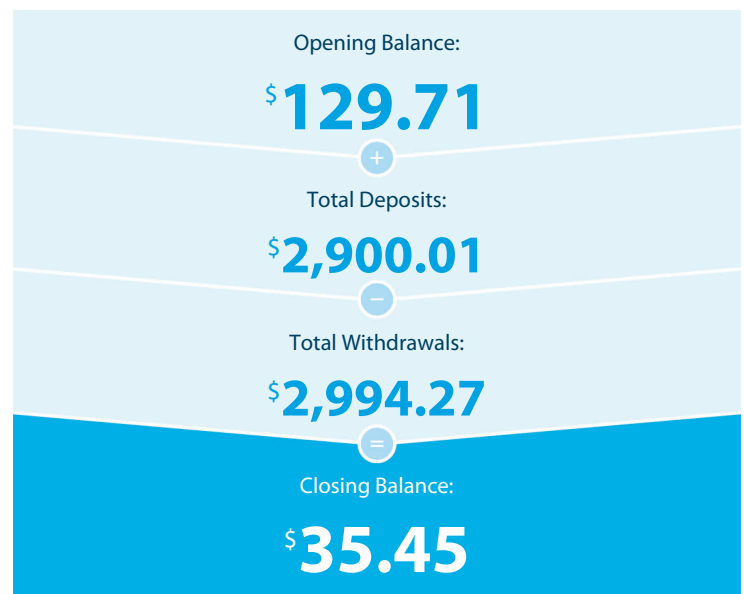 Opening Balance:
$129.71
+
Total Deposits:
$2,900.01
−
Total Withdrawals:
$2,994.27
=
Closing Balance:
$35.45